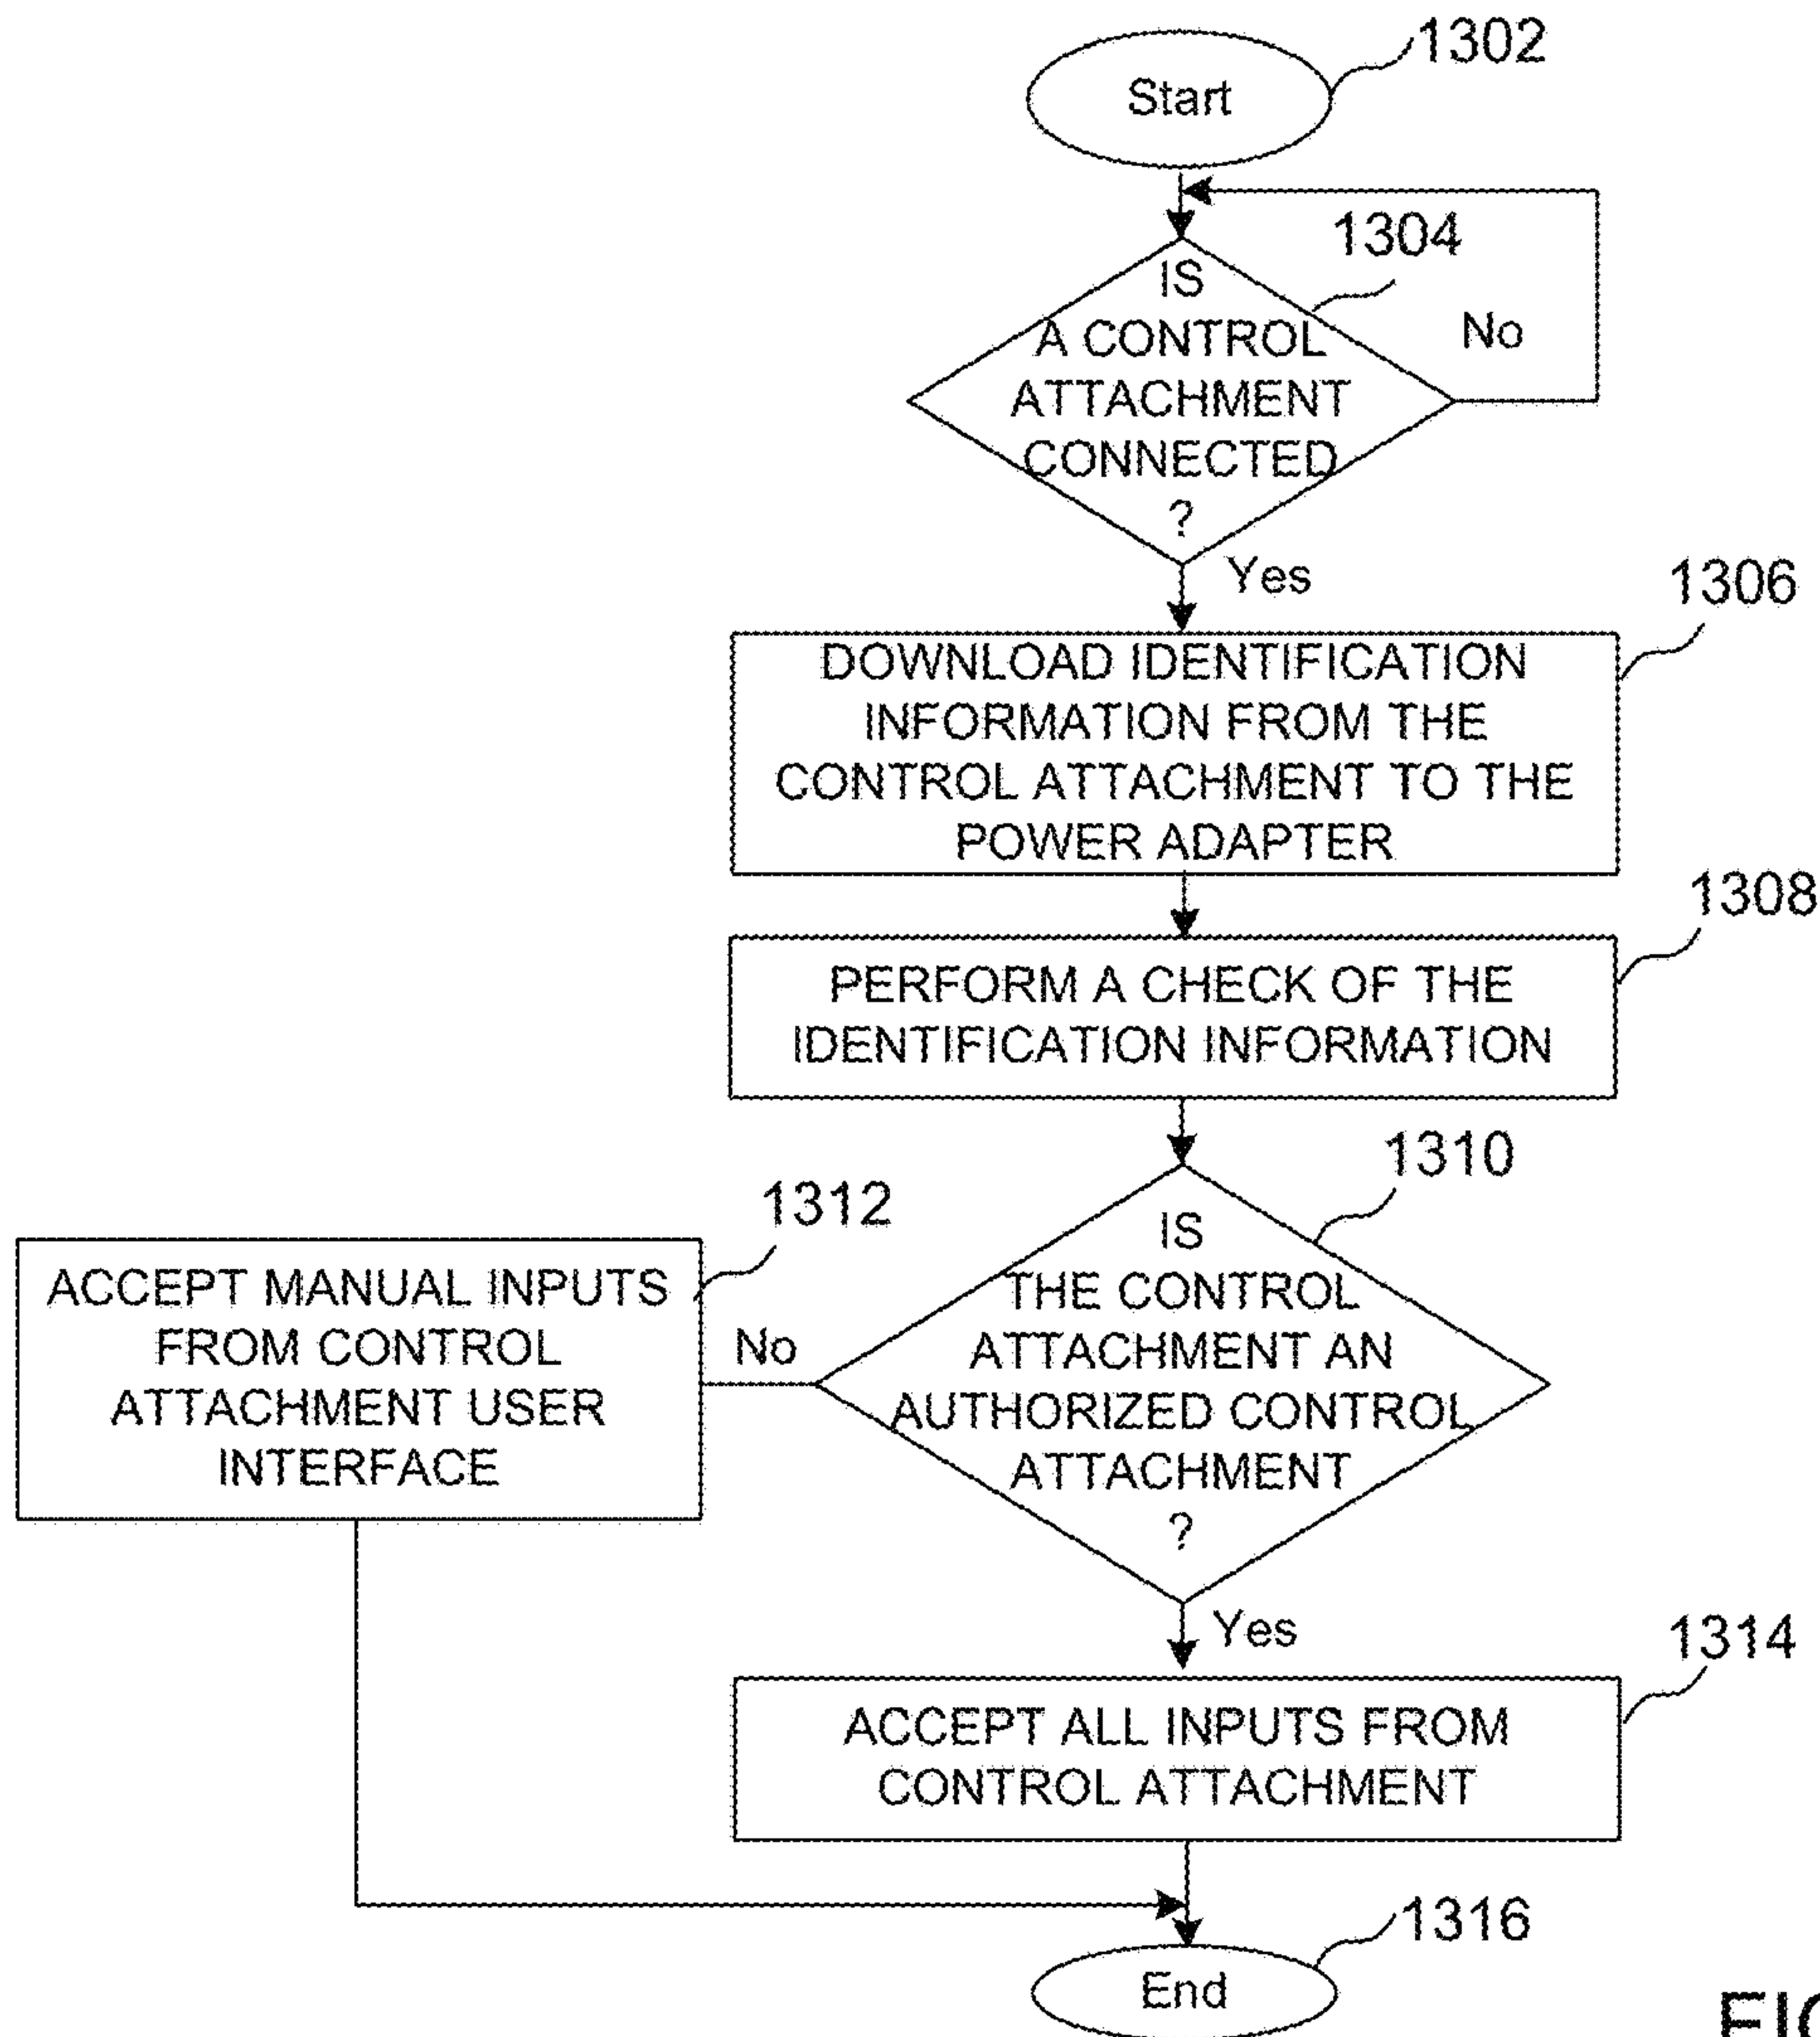 1302
Start
1304
IS
A CONTROL
ATTACHMENT
CONNECTED
?
No
Yes
1306
DOWNLOAD IDENTIFICATION
INFORMATION FROM THE
CONTROL ATTACHMENT TO THE
POWER ADAPTER
1308
PERFORM A CHECK OF THE
IDENTIFICATION INFORMATION
1310
IS
THE CONTROL
ATTACHMENT AN
AUTHORIZED CONTROL
ATTACHMENT
?
No
1312
ACCEPT MANUAL INPUTS
FROM CONTROL
ATTACHMENT USER
INTERFACE
Yes
1314
ACCEPT ALL INPUTS FROM
CONTROL ATTACHMENT
1316
End